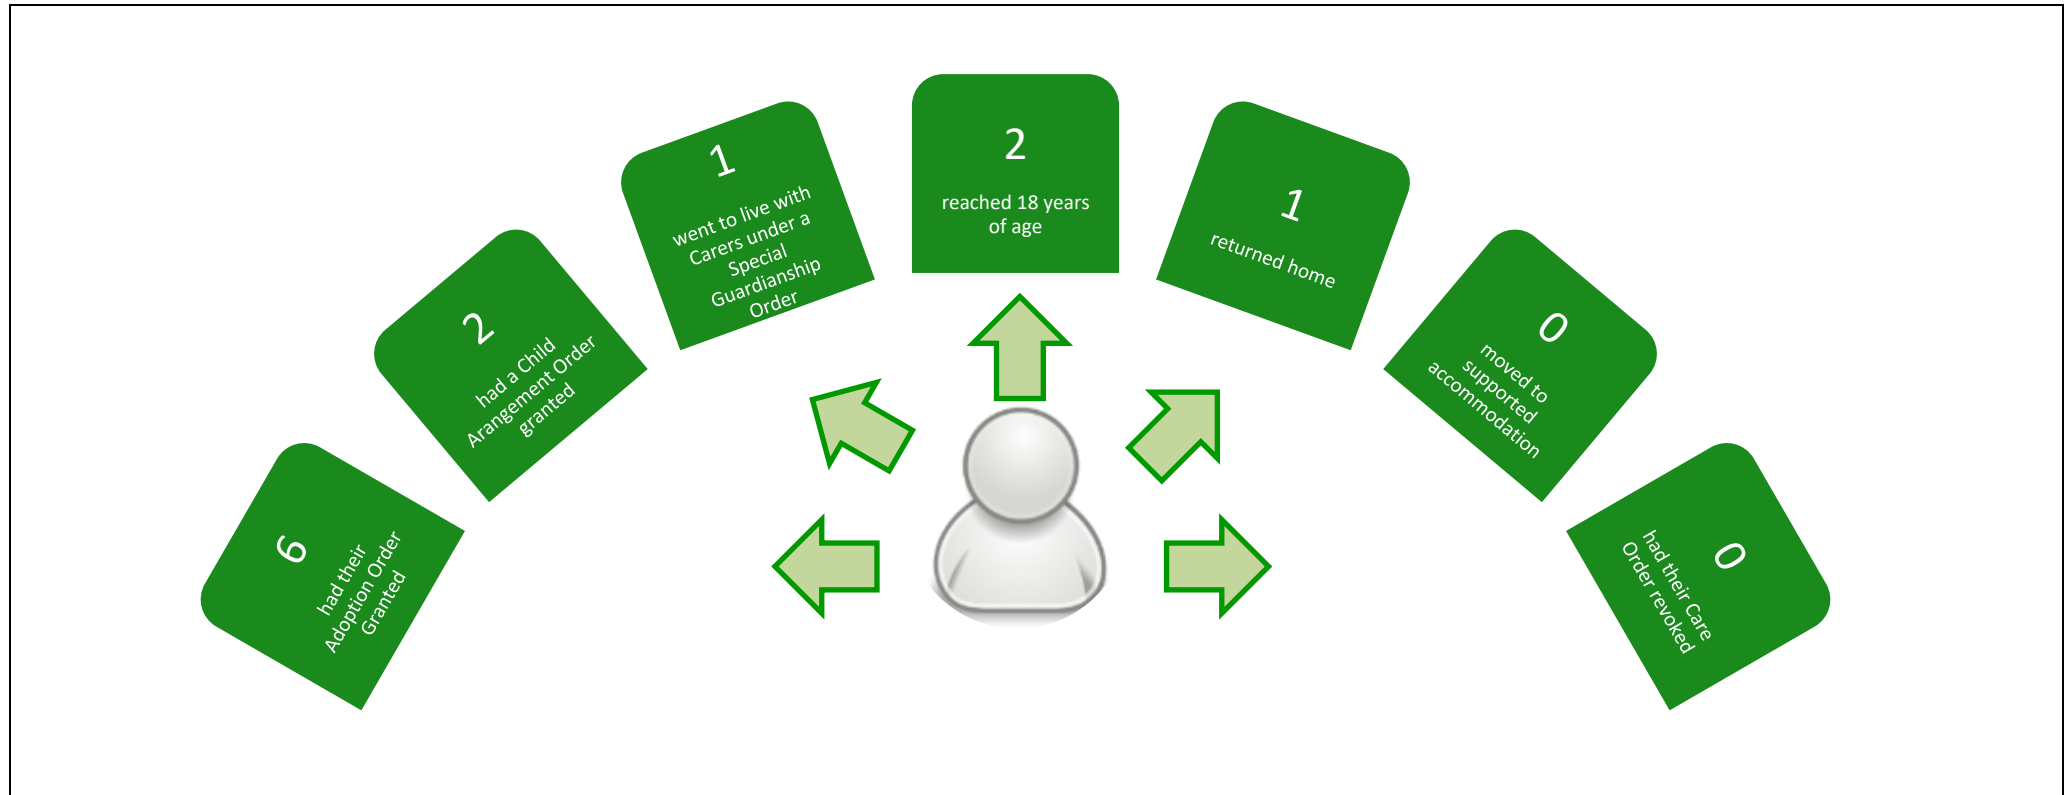 6
had their
Adoption Order
Granted
2
had a Child
Arangement Order
granted
1
went to live with
Carers under a
Special
Guardianship
Order
2
reached 18 years
of age
1
returned home
0
moved to
supported
accommodation
0
had their Care
Order revoked